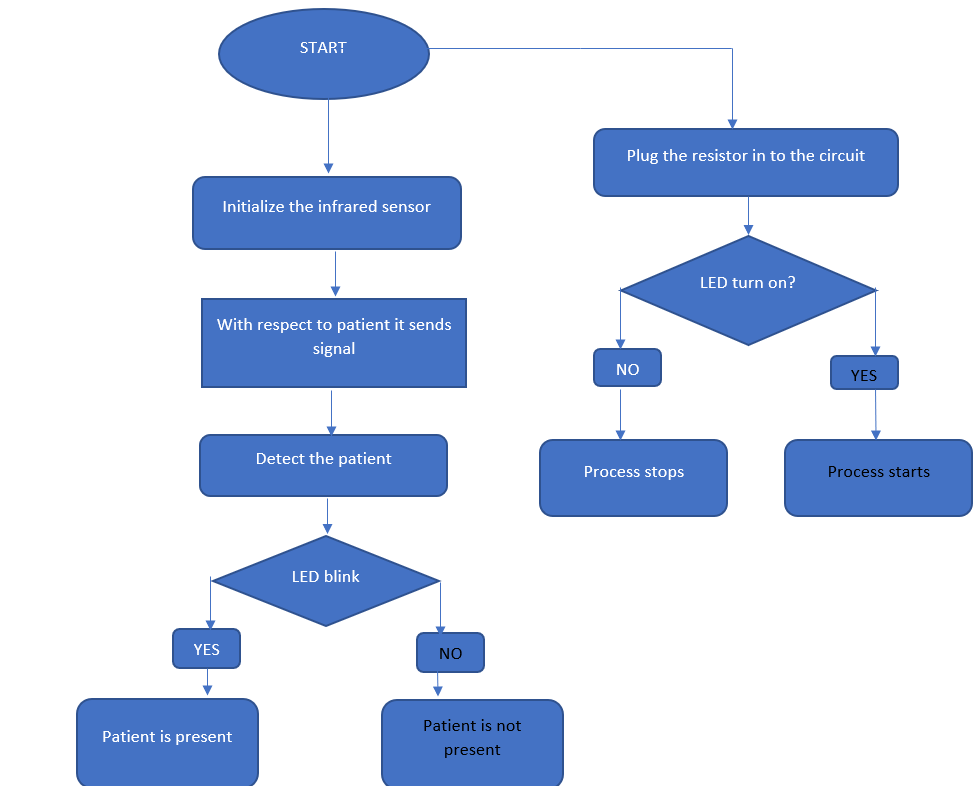 START
Plug the resistor in to the circuit
Initialize the infrared sensor
LED turn on?
With respect to patient it sends
signal
NO
YES
Detect the patient
Process stops
Process starts
LED blink
YES
NO
Patient is present
Patient is not
present